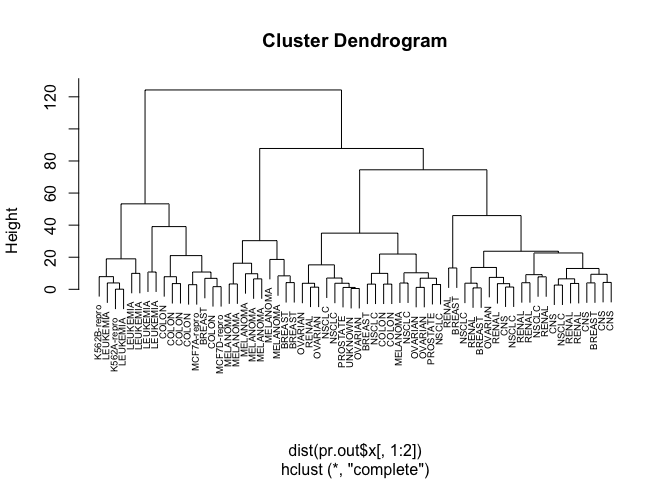 Cluster Dendrogram
Height
0
20
40
60
80
120
K562B-repro
LEUKEMIA
K562A-repro
LEUKEMIA
LEUKEMIA
LEUKEMIA
LEUKEMIA
LEUKEMIA
COLON
COLON
COLON
COLON
MCF7A-repro
BREAST
COLON
MCF7D-repro
MELANOMA
MELANOMA
MELANOMA
MELANOMA
MELANOMA
MELANOMA
MELANOMA
BREAST
BREAST
OVARIAN
RENAL
OVARIAN
NSCLC
NSCLC
PROSTATE
UNKNOWN
OVARIAN
BREAST
NSCLC
COLON
COLON
MELANOMA
NSCLC
OVARIAN
OVARIAN
PROSTATE
NSCLC
RENAL
BREAST
NSCLC
RENAL
BREAST
OVARIAN
RENAL
CNS
NSCLC
RENAL
RENAL
NSCLC
RENAL
CNS
NSCLC
RENAL
RENAL
CNS
BREAST
CNS
CNS
dist(pr.out$x[, 1:2])
hclust (*, "complete")